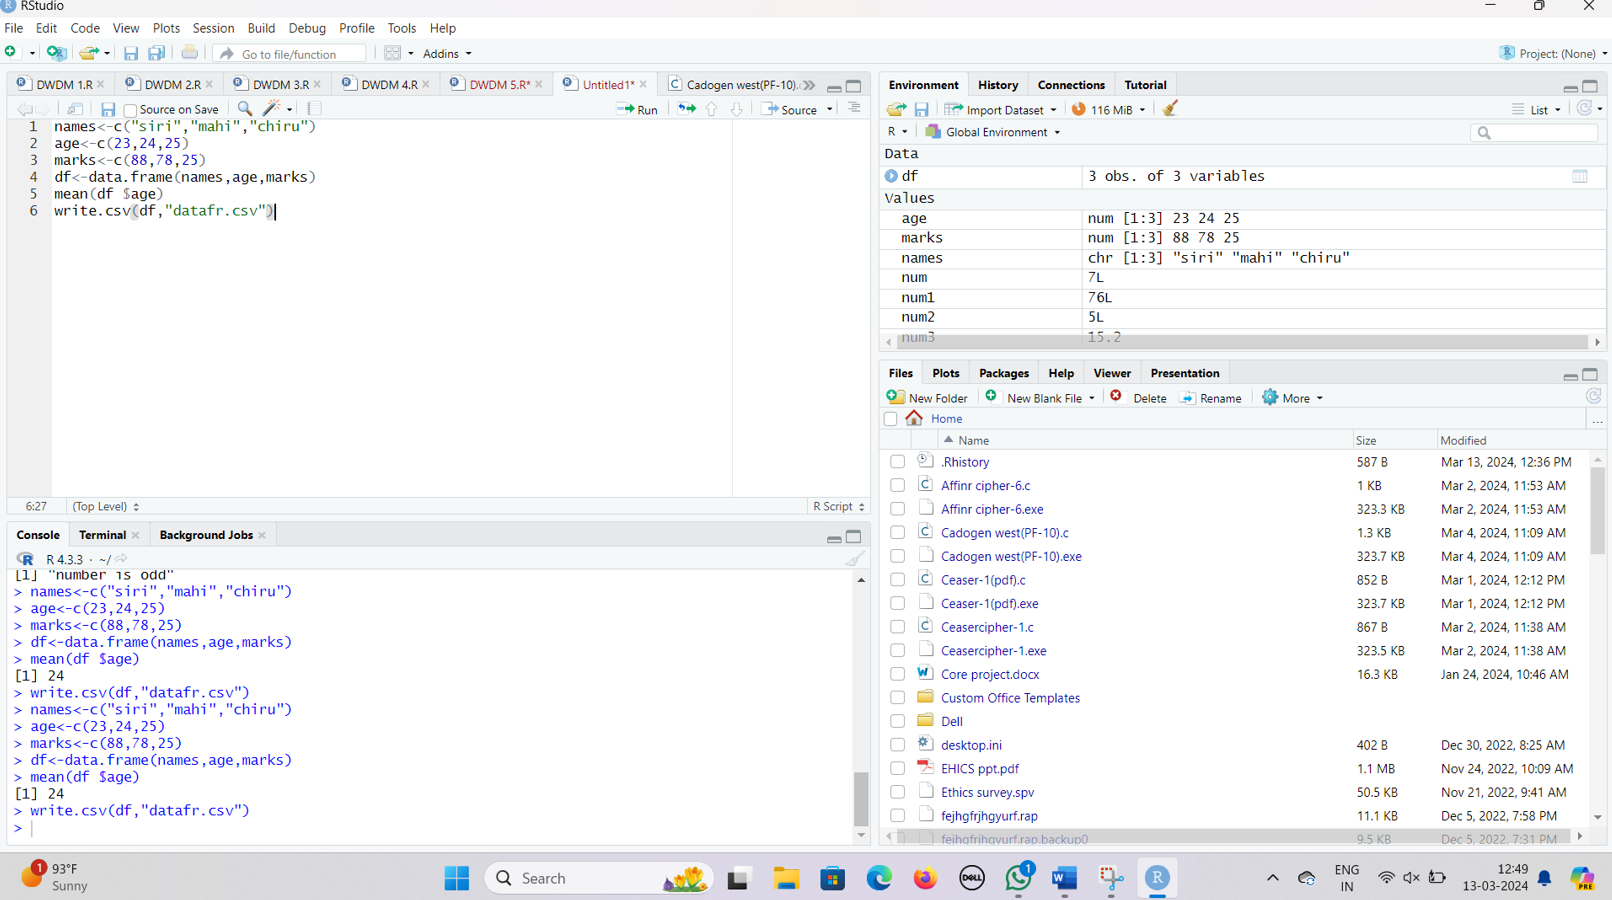 RStudio
File Edit Code View Plots Session Build Debug Profile Tools Help
Go to file/function Addins Project: (None)
DWDM 1.R DWDM 2.R DWDM 3.R DWDM 4.R DWDM 5.R* Untitled1* Cadogen west(PF-10).
Source on Save Run Source
1 names<-c("siri","mahi","chiru")
2 age<-c(23,24,25)
3 marks<-c(88,78,25)
4 df<-data.frame(names,age,marks)
5 mean(df $age)
6 write.csv(df,"datafr.csv")
6:27 (Top Level) R Script
Console Terminal Background Jobs
R 4.3.3 · ~/
[1] "number is odd"
> names<-c("siri","mahi","chiru")
> age<-c(23,24,25)
> marks<-c(88,78,25)
> df<-data.frame(names,age,marks)
> mean(df $age)
[1] 24
> write.csv(df,"datafr.csv")
> names<-c("siri","mahi","chiru")
> age<-c(23,24,25)
> marks<-c(88,78,25)
> df<-data.frame(names,age,marks)
> mean(df $age)
[1] 24
> write.csv(df,"datafr.csv")
>
Environment History Connections Tutorial
Import Dataset 116 MiB List
R Global Environment
Data
df 3 obs. of 3 variables
Values
age num [1:3] 23 24 25
marks num [1:3] 88 78 25
names chr [1:3] "siri" "mahi" "chiru"
num 7L
num1 76L
num2 5L
num3 15.2
Files Plots Packages Help Viewer Presentation
New Folder New Blank File Delete Rename More
Home ...
Name Size Modified
.Rhistory 587 B Mar 13, 2024, 12:36 PM
Affinr cipher-6.c 1 KB Mar 2, 2024, 11:53 AM
Affinr cipher-6.exe 323.3 KB Mar 2, 2024, 11:53 AM
Cadogen west(PF-10).c 1.3 KB Mar 4, 2024, 11:09 AM
Cadogen west(PF-10).exe 323.7 KB Mar 4, 2024, 11:09 AM
Ceaser-1(pdf).c 852 B Mar 1, 2024, 12:12 PM
Ceaser-1(pdf).exe 323.7 KB Mar 1, 2024, 12:12 PM
Ceasercipher-1.c 867 B Mar 2, 2024, 11:38 AM
Ceasercipher-1.exe 323.5 KB Mar 2, 2024, 11:38 AM
Core project.docx 16.3 KB Jan 24, 2024, 10:46 AM
Custom Office Templates
Dell
desktop.ini 402 B Dec 30, 2022, 8:25 AM
EHICS ppt.pdf 1.1 MB Nov 24, 2022, 10:09 AM
Ethics survey.spv 50.5 KB Nov 21, 2022, 9:41 AM
fejhgfrjhgyurf.rap 11.1 KB Dec 5, 2022, 7:58 PM
fejhgfrjhgyurf.rap.backup0 9.5 KB Dec 5, 2022, 7:31 PM
1 93°F
Sunny
Search
DELL
1
ENG
IN
12:49
13-03-2024
PRE